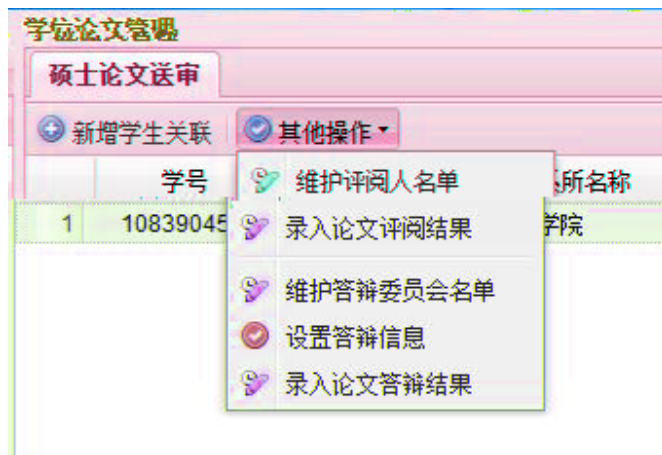 学位论文管理
硕士论文送审
新增学生关联 其他操作
学号 系所名称
1 10839045 学院
维护评阅人名单
录入论文评阅结果
维护答辩委员会名单
设置答辩信息
录入论文答辩结果